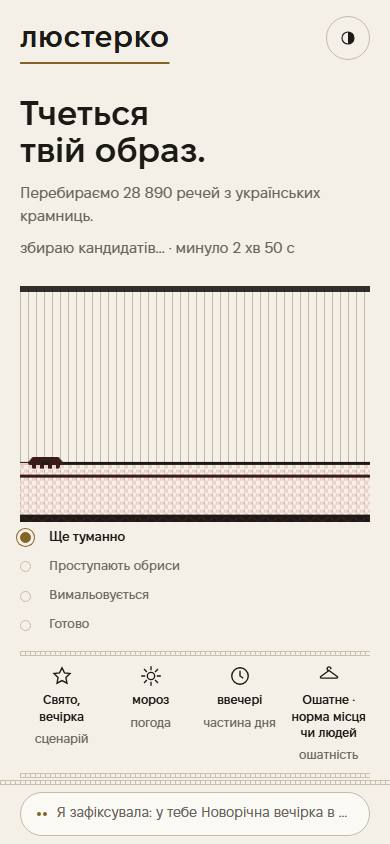 люстерко
Тчеться
твій образ.
Перебираємо 28 890 речей з українських
крамниць.
збираю кандидатів... · минуло 2 хв 50 с
Ще туманно
Проступають обриси
Вимальовується
Готово
Свято,
вечірка
сценарій
мороз
погода
ввечері
частина дня
Ошатне ·
норма місця
чи людей
ошатність
Я зафіксувала: у тебе Новорічна вечірка в ...